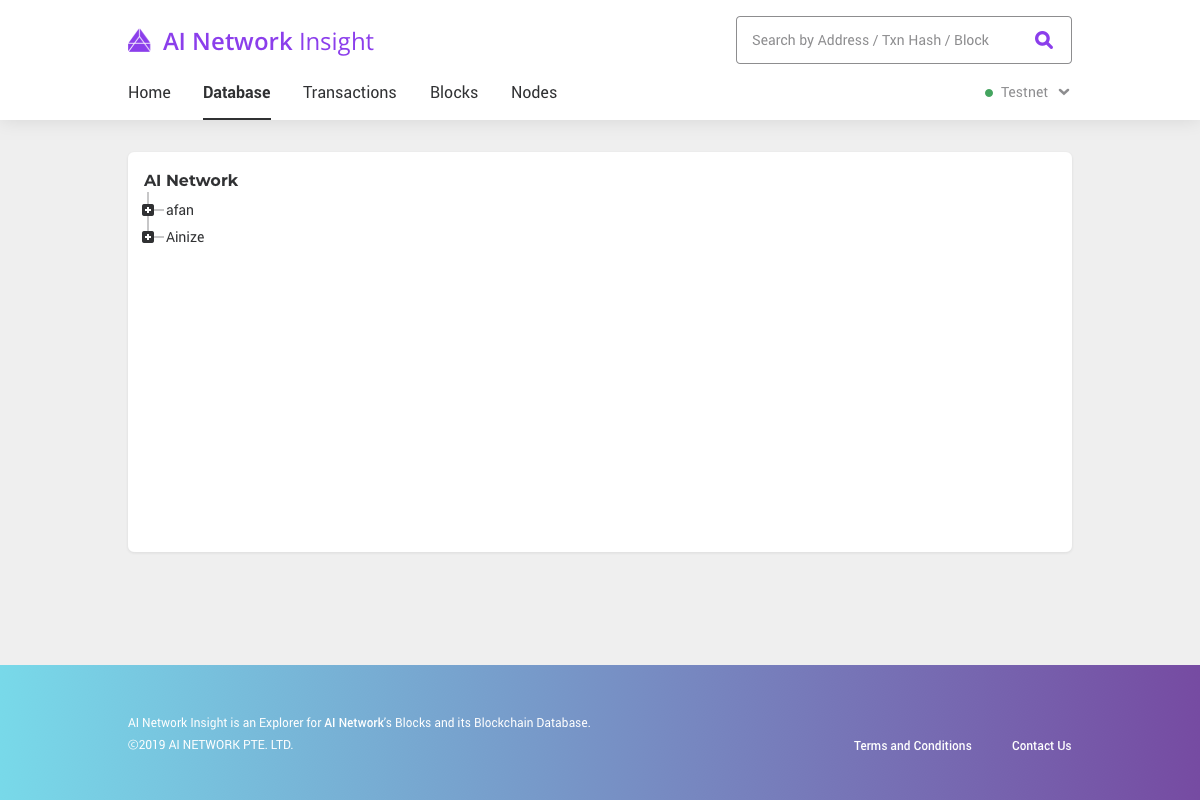 AI Network Insight
Search by Address / Txn Hash / Block
Home
Database
Transactions
Blocks
Nodes
Testnet
AI Network
afan
Ainize
AI Network Insight is an Explorer for AI Network's Blocks and its Blockchain Database.
©2019 AI NETWORK PTE. LTD.
Terms and Conditions
Contact Us